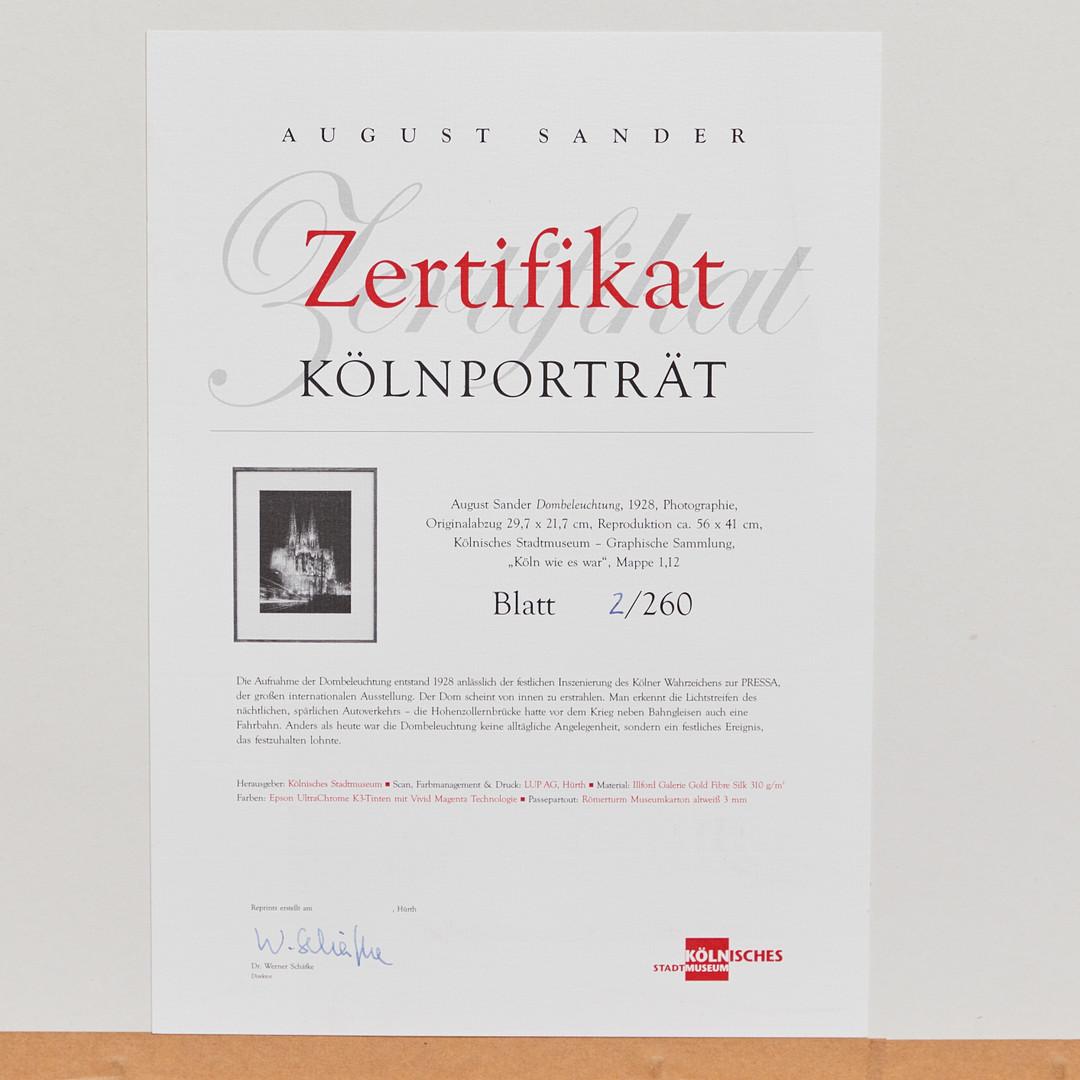 AUGUST SANDER
Zertifikat
Zertifikat
KÖLNPORTRÄT
August Sander Dombeleuchtung, 1928, Photographie,
Originalabzug 29,7 x 21,7 cm, Reproduktion ca. 56 x 41 cm,
Kölnisches Stadtmuseum – Graphische Sammlung,
„Köln wie es war“, Mappe 1,12
Blatt 2/260
Die Aufnahme der Dombeleuchtung entstand 1928 anlässlich der festlichen Inszenierung des Kölner Wahrzeichens zur PRESSA,
der großen internationalen Ausstellung. Der Dom scheint von innen zu erstrahlen. Man erkennt die Lichtstreifen des
nächtlichen, spärlichen Autoverkehrs – die Hohenzollernbrücke hatte vor dem Krieg neben Bahngleisen auch eine
Fahrbahn. Anders als heute war die Dombeleuchtung keine alltägliche Angelegenheit, sondern ein festliches Ereignis,
das festzuhalten lohnte.
Herausgeber: Kölnisches Stadtmuseum ■ Scan, Farbmanagement & Druck: LUP AG, Hürth ■ Material: Illford Galerie Gold Fibre Silk 310 g/m²
Farben: Epson UltraChrome K3-Tinten mit Vivid Magenta Technologie ■ Passepartout: Römerturm Museumkarton altweiß 3 mm
Reprints erstellt am , Hürth
W. Schäfke
Dr. Werner Schäfke
Direktor
KÖLNISCHES
STADTMUSEUM